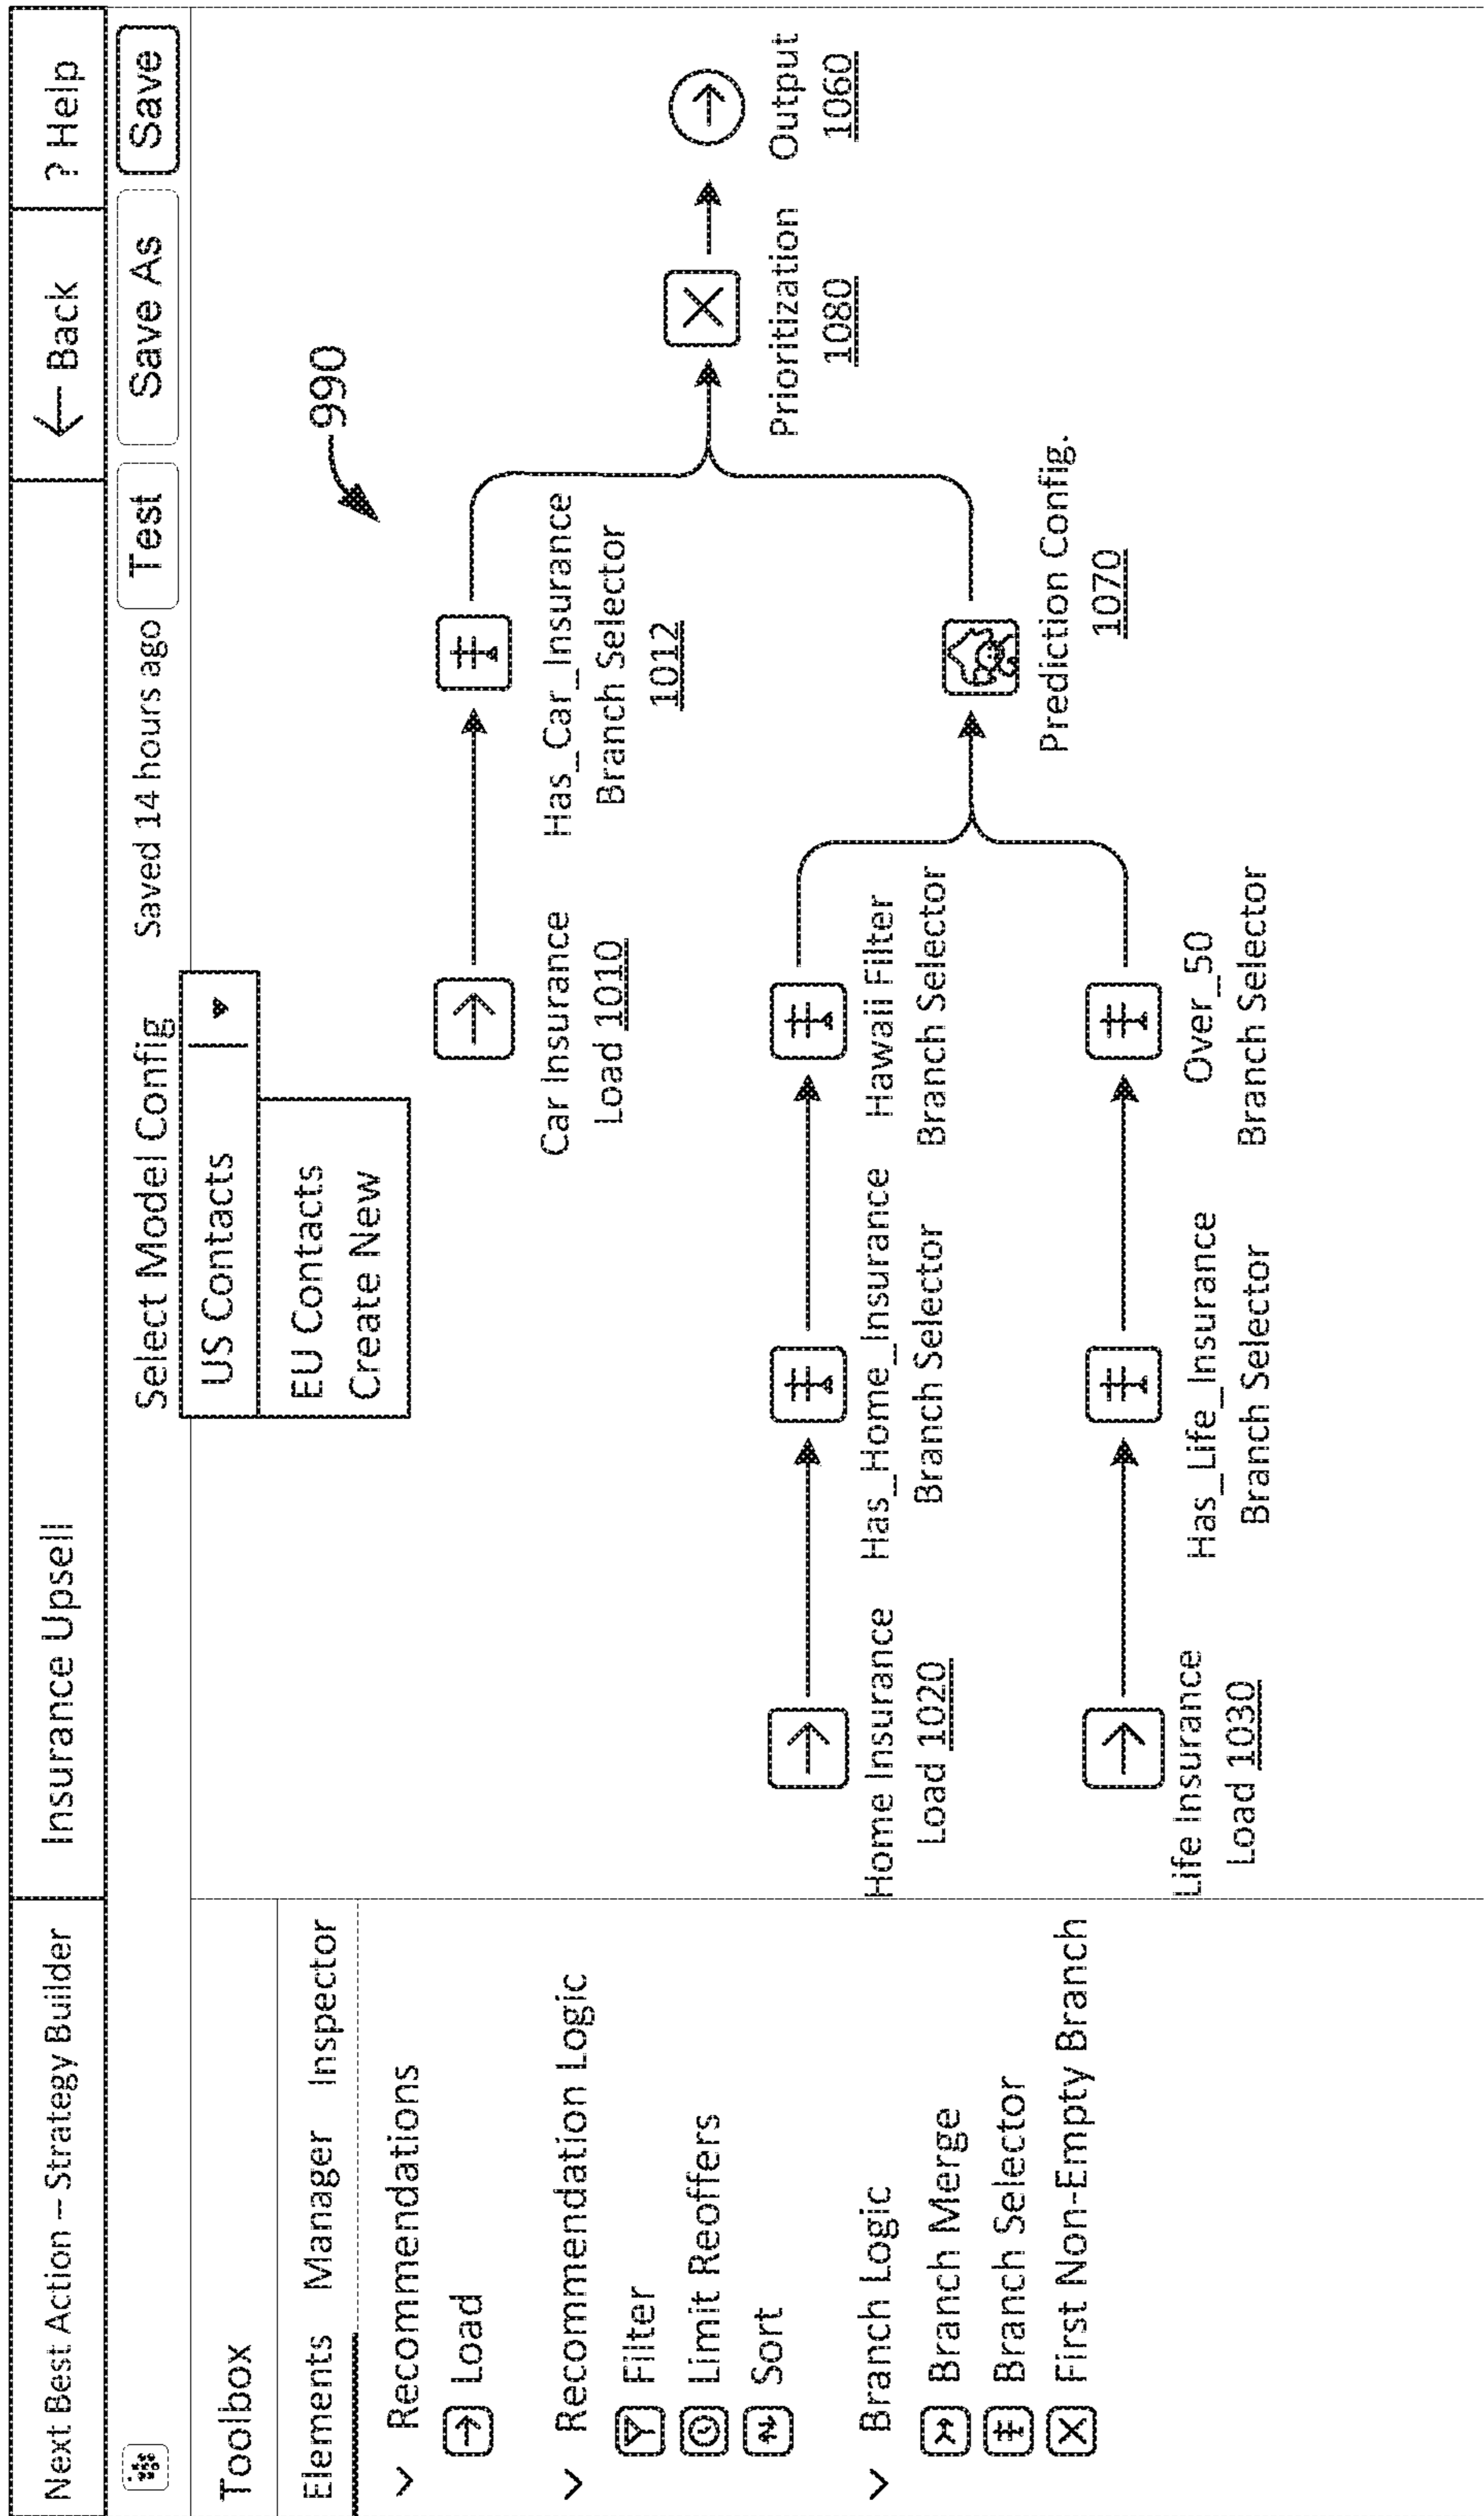 Next Best Action – Strategy Builder
Insurance Upsell
← Back
? Help
Select Model Config
Saved 14 hours ago
Test
Save As
Save
US Contacts
EU Contacts
Create New
Toolbox
Elements Manager Inspector
Recommendations
Load
Recommendation Logic
Filter
Limit Reoffers
Sort
Branch Logic
Branch Merge
Branch Selector
First Non-Empty Branch
990
Car Insurance
Load 1010
Has_Car_Insurance
Branch Selector
1012
Home Insurance
Load 1020
Has_Home_Insurance
Branch Selector
Hawaii Filter
Branch Selector
Life Insurance
Load 1030
Has_Life_Insurance
Branch Selector
Over_50
Branch Selector
Prediction Config.
1070
Prioritization
1080
Output
1060